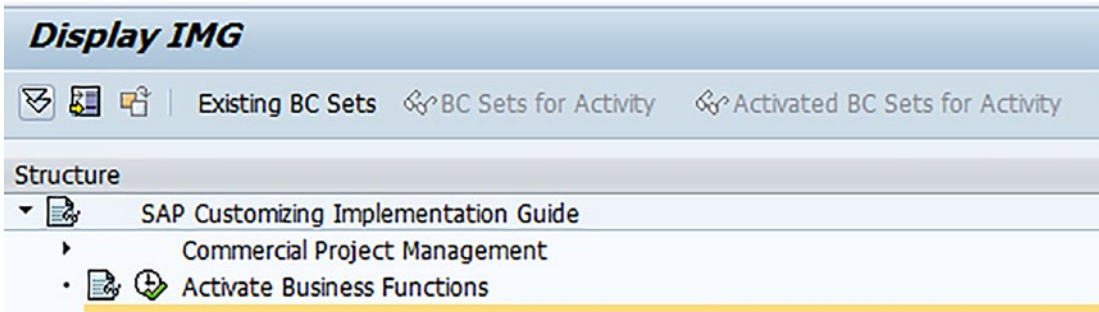 Display IMG
Existing BC Sets BC Sets for Activity Activated BC Sets for Activity
Structure
SAP Customizing Implementation Guide
Commercial Project Management
Activate Business Functions